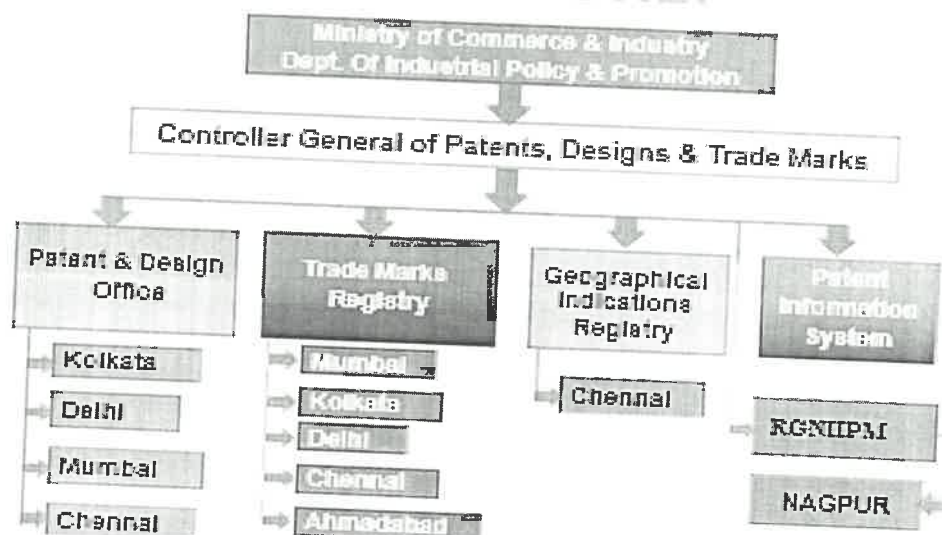 Ministry of Commerce & Industry
Dept. Of Industrial Policy & Promotion
Controller General of Patents, Designs & Trade Marks
Patent & Design
Office
Kolkata
Delhi
Mumbai
Chennai
Trade Marks
Registry
Mumbai
Kolkata
Delhi
Chennai
Ahmadabad
Geographical
Indications
Registry
Chennai
Patent
Information
System
RGNIIPM
NAGPUR